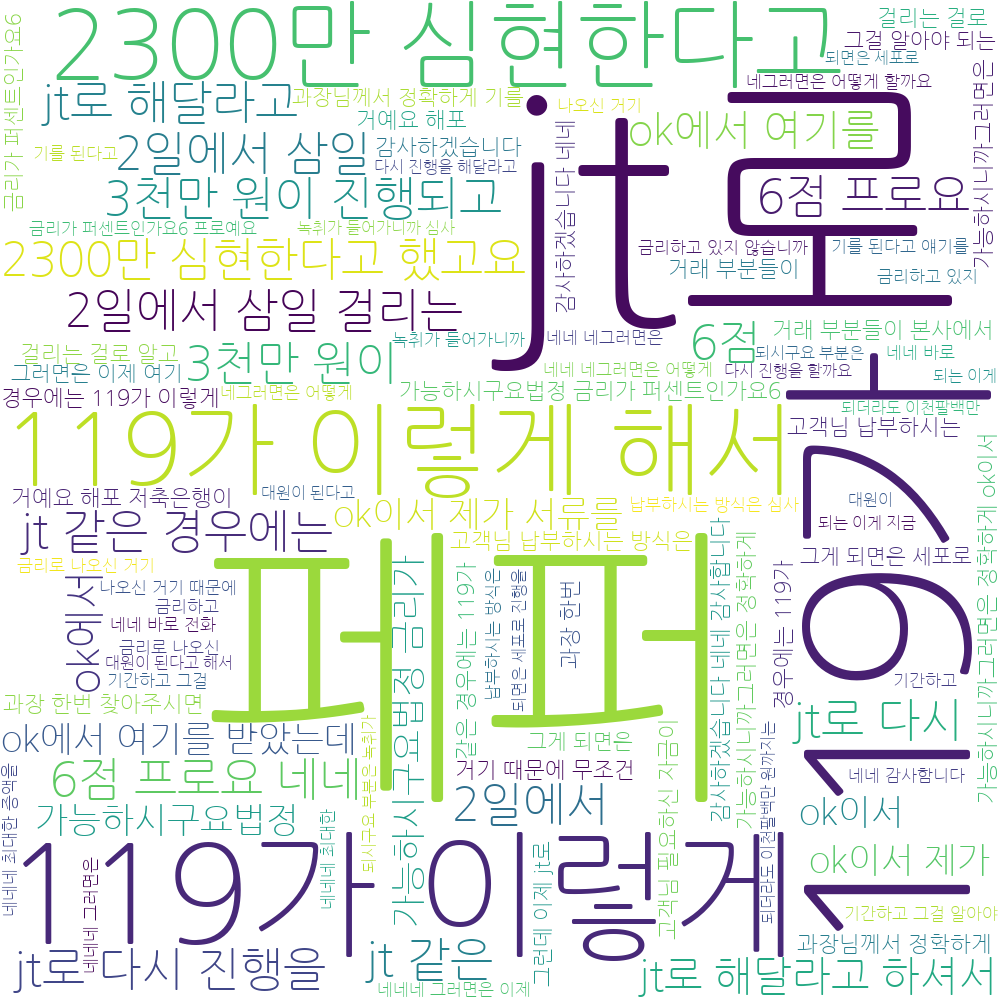 2300만 심현한다고
걸리는 걸로
그걸 알아야 되는
되면은 세포로
네그러면은 어떻게 할까요
jt로 해달라고
과장님께서 정확하게 기를
나오신 거기
거예요 해포
ok에서 여기를
jt로
2일에서 삼일
감사하겠습니다
기를 된다고
다시 진행을 해달라고
3천만 원이 진행되고
6점 프로요
금리가 퍼센트인가요6
감사하겠습니다 네네
가능하시니까그러면은
금리가 퍼센트인가요6 프로예요
녹취가 들어가니까 심사
2300만 심현한다고 했고요
금리하고 있지 않습니까
기를 된다고 얘기를
거래 부분들이
금리하고 있지
2일에서 삼일 걸리는
6점
거래 부분들이 본사에서
녹취가 들어가니까
네네 네그러면은
걸리는 걸로 알고
3천만 원이
되시구요 부분은
네네 바로
그러면은 이제 여기
네네 네그러면은 어떻게
다시 진행을 할까요
되는 이게
경우에는 119가 이렇게
네그러면은 어떻게
가능하시구요법정 금리가 퍼센트인가요6
되더라도 이천팔백만
119가 이렇게 해서
고객님 납부하시는
119가
거예요 해포 저축은행이
대원이 된다고
ok이서 제가 서류를
납부하시는 방식은 심사
대원이
되는 이게 지금
jt 같은 경우에는
고객님 납부하시는 방식은
그게 되면은 세포로
정확하게 ok이서
가능하시니까그러면은 정확하게
금리로 나오신 거기
페퍼
ok에서
나오신 거기 때문에
금리하고
네네 바로 전화
금리로 나오신
대원이 된다고 해서
기간하고 그걸
가능하시구요법정 금리가
같은 경우에는 119가
납부하시는 방식은
되면은 세포로 진행을
과장 한번
감사하겠습니다 네네 감사합니다
가능하시니까그러면은 정확하게
경우에는 119가
기간하고
과장 한번 찾아주시면
jt로 다시
ok에서 여기를 받았는데
그게 되면은
6점 프로요 네네
거기 때문에 무조건
네네 감사합니다
2일에서
ok이서
가능하시구요법정
네네네 최대한 증액을
네네네 그러면은
네네네 최대한
되시구요 부분은 녹취가
그런데 이제 jt로
고객님 필요하신 자금이
되더라도 이천팔백만 원까지는
119가 이렇게
ok이서 제가
기간하고 그걸 알아야
jt로 다시 진행을
jt 같은
과장님께서 정확하게
네네네 그러면은 이제
jt로 해달라고 하셔서